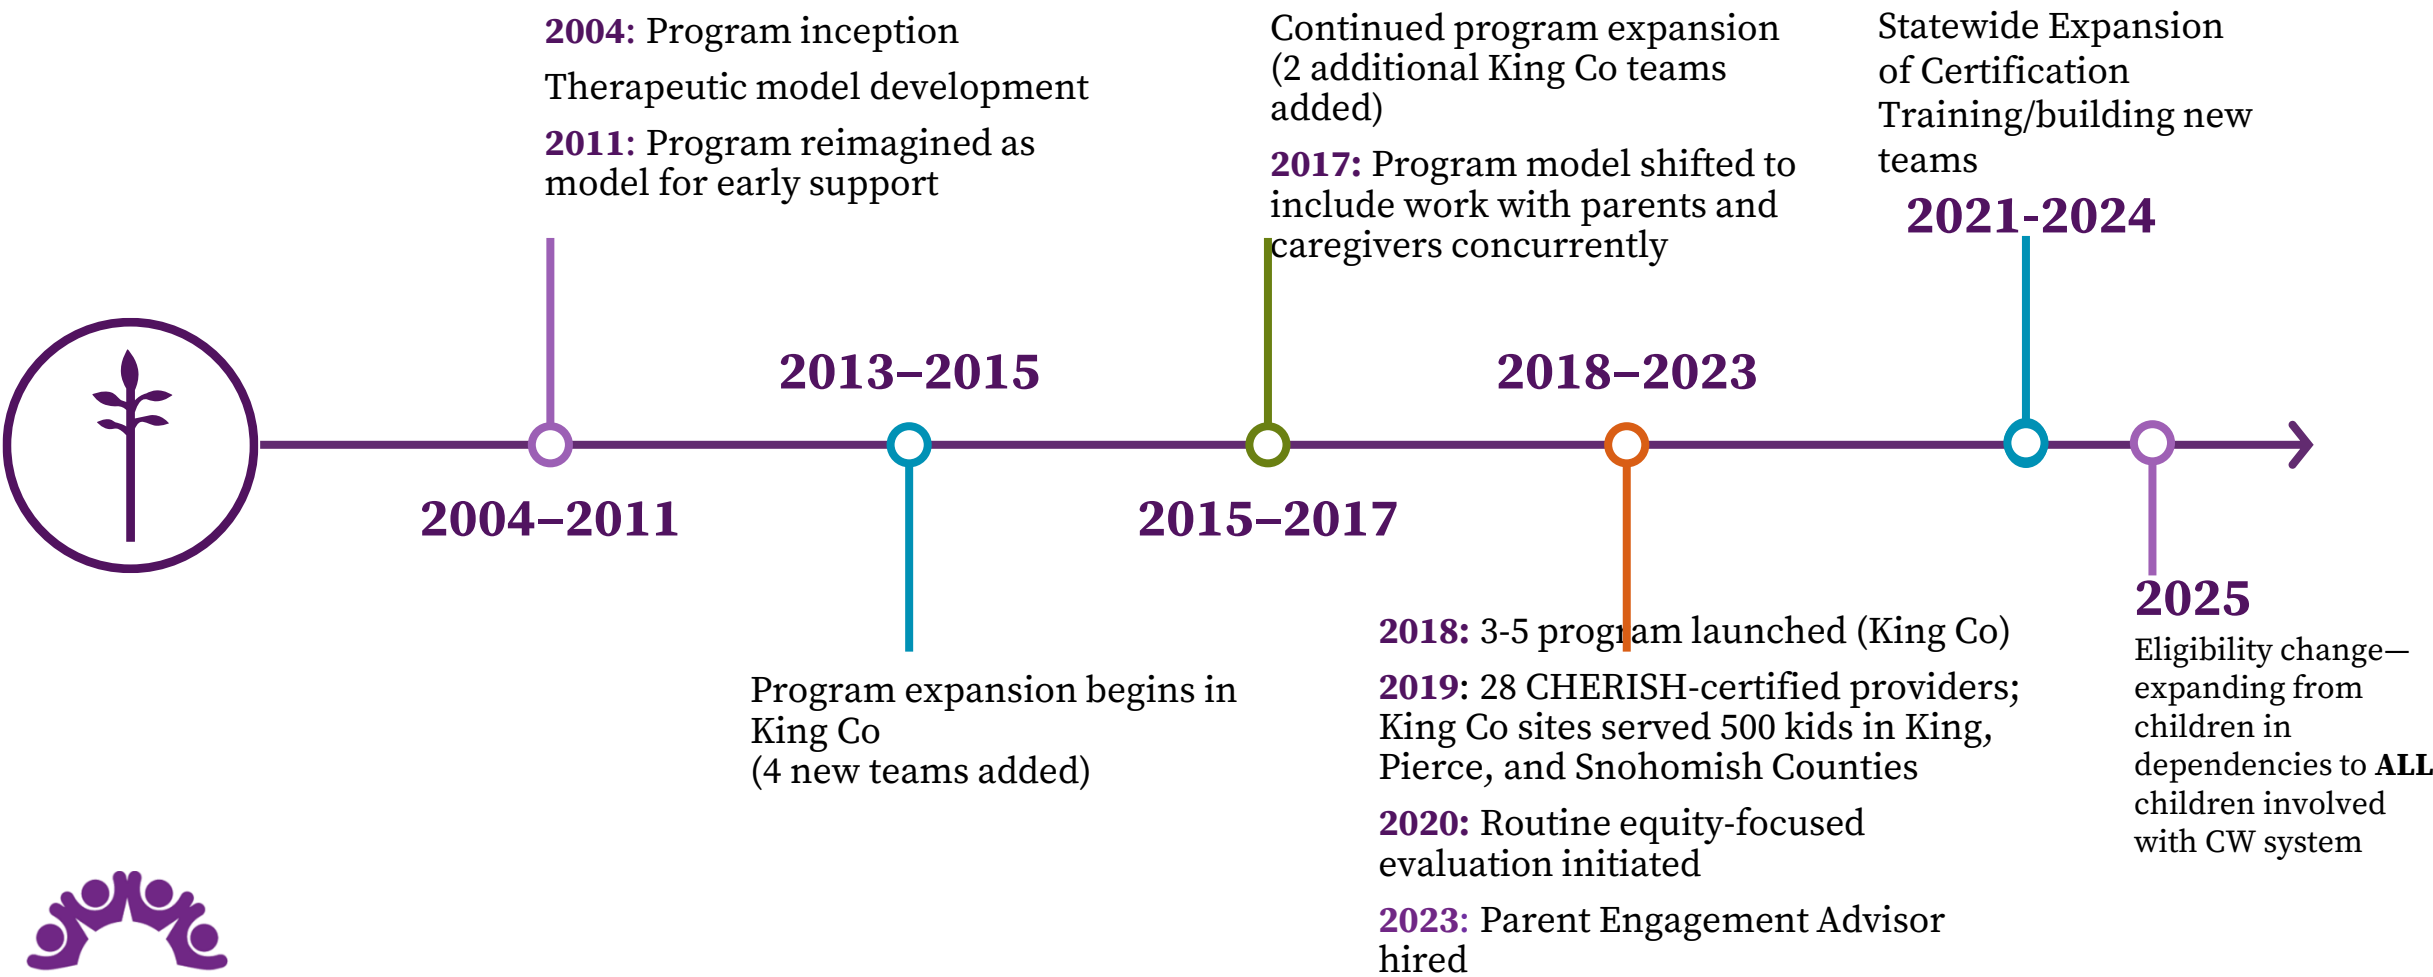 2004: Program inception
Therapeutic model development
2011: Program reimagined as
model for early support
2004–2011
2013–2015
Program expansion begins in
King Co
(4 new teams added)
Continued program expansion
(2 additional King Co teams
added)
2017: Program model shifted to
include work with parents and
caregivers concurrently
2015–2017
2018–2023
2018: 3-5 program launched (King Co)
2019: 28 CHERISH-certified providers;
King Co sites served 500 kids in King,
Pierce, and Snohomish Counties
2020: Routine equity-focused
evaluation initiated
2023: Parent Engagement Advisor
hired
Statewide Expansion
of Certification
Training/building new
teams
2021-2024
2025
Eligibility change—
expanding from
children in
dependencies to ALL
children involved
with CW system